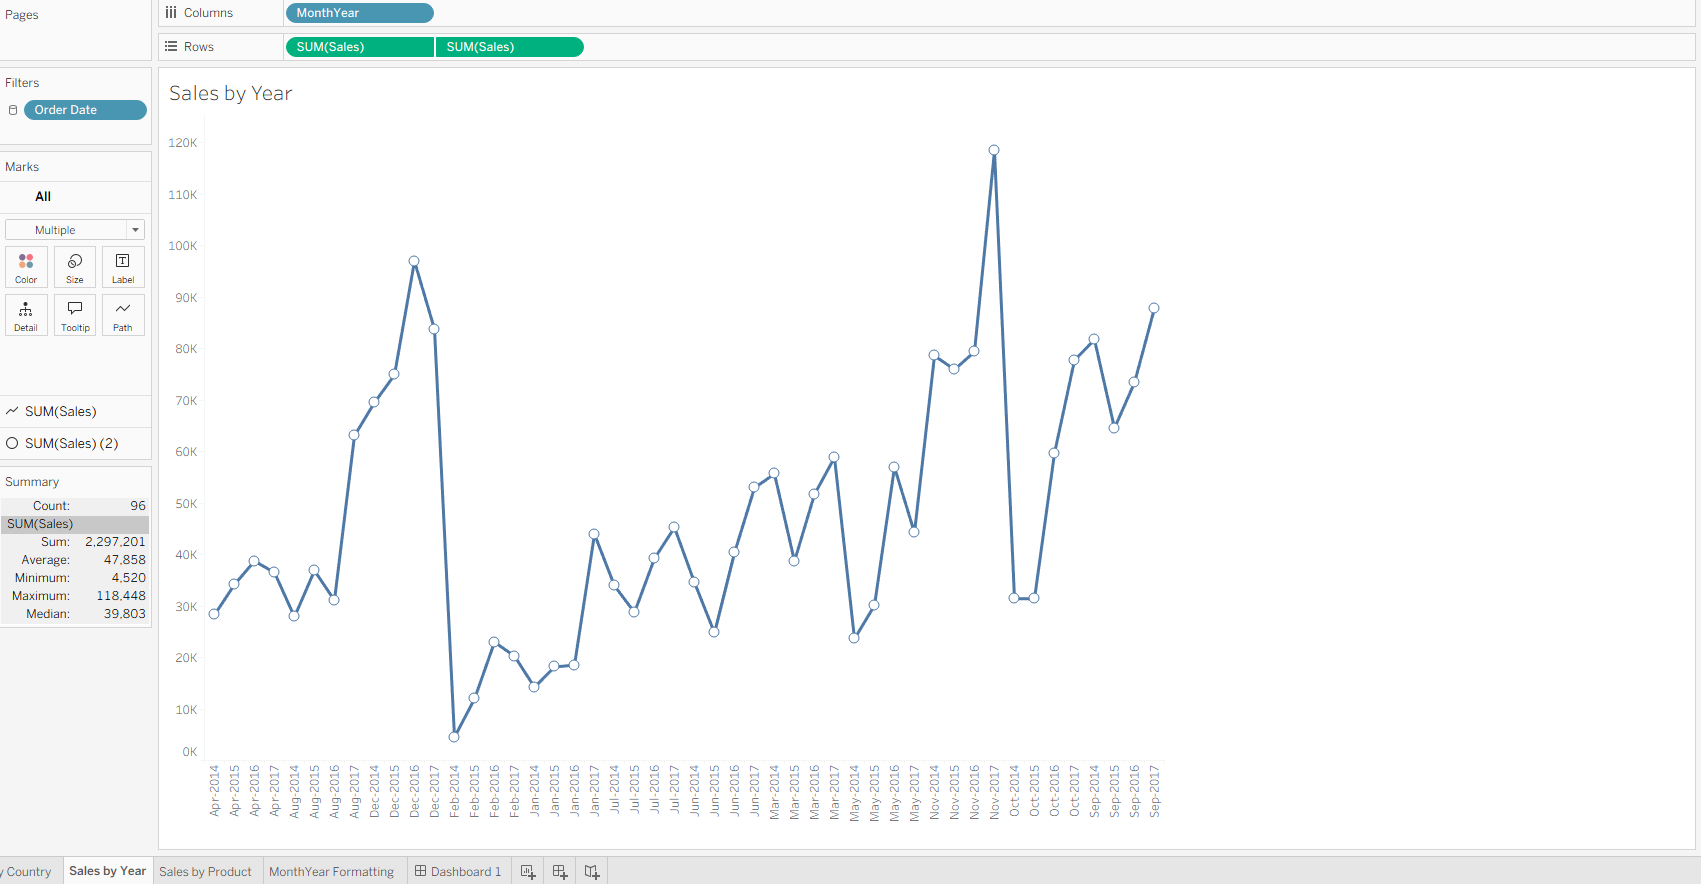 Pages
Columns
MonthYear
Rows
SUM(Sales)
SUM(Sales)
Filters
Order Date
Marks
All
Multiple
Color
Size
Label
Detail
Tooltip
Path
SUM(Sales)
SUM(Sales) (2)
Summary
Count: 96
SUM(Sales)
Sum: 2,297,201
Average: 47,858
Minimum: 4,520
Maximum: 118,448
Median: 39,803
Sales by Year
120K
110K
100K
90K
80K
70K
60K
50K
40K
30K
20K
10K
0K
Apr-2014
Apr-2015
Apr-2016
Apr-2017
Aug-2014
Aug-2015
Aug-2016
Aug-2017
Dec-2014
Dec-2015
Dec-2016
Dec-2017
Feb-2014
Feb-2015
Feb-2016
Feb-2017
Jan-2014
Jan-2015
Jan-2016
Jan-2017
Jul-2014
Jul-2015
Jul-2016
Jul-2017
Jun-2014
Jun-2015
Jun-2016
Jun-2017
Mar-2014
Mar-2015
Mar-2016
Mar-2017
May-2014
May-2015
May-2016
May-2017
Nov-2014
Nov-2015
Nov-2016
Nov-2017
Oct-2014
Oct-2015
Oct-2016
Oct-2017
Sep-2014
Sep-2015
Sep-2016
Sep-2017
y Country
Sales by Year
Sales by Product
MonthYear Formatting
Dashboard 1